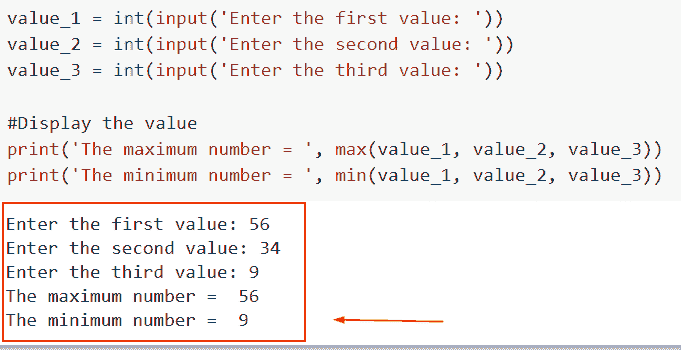 value_1 = int(input('Enter the first value: '))
value_2 = int(input('Enter the second value: '))
value_3 = int(input('Enter the third value: '))
#Display the value
print('The maximum number = ', max(value_1, value_2, value_3))
print('The minimum number = ', min(value_1, value_2, value_3))
Enter the first value: 56
Enter the second value: 34
Enter the third value: 9
The maximum number =  56
The minimum number =  9